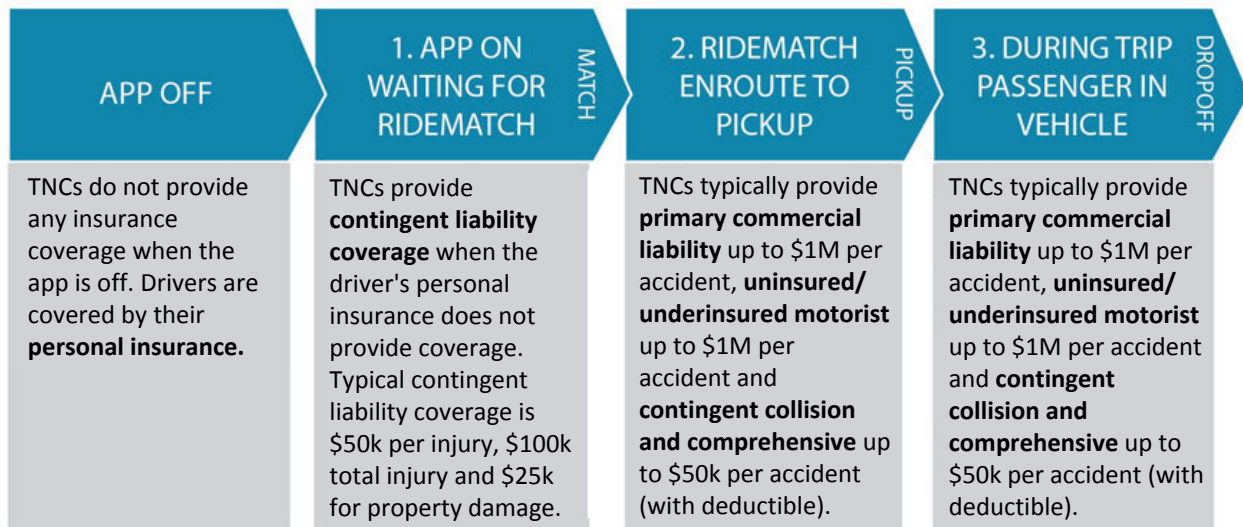 APP OFF
1. APP ON
WAITING FOR
RIDEMATCH
MATCH
2. RIDEMATCH
ENROUTE TO
PICKUP
PICKUP
3. DURING TRIP
PASSENGER IN
VEHICLE
DROPOFF
TNCs do not provide
any insurance
coverage when the
app is off. Drivers are
covered by their
personal insurance.
TNCs provide
contingent liability
coverage when the
driver's personal
insurance does not
provide coverage.
Typical contingent
liability coverage is
$50k per injury, $100k
total injury and $25k
for property damage.
TNCs typically provide
primary commercial
liability up to $1M per
accident, uninsured/
underinsured motorist
up to $1M per
accident and
contingent collision
and comprehensive up
to $50k per accident
(with deductible).
TNCs typically provide
primary commercial
liability up to $1M per
accident, uninsured/
underinsured motorist
up to $1M per accident
and contingent
collision and
comprehensive up to
$50k per accident (with
deductible).